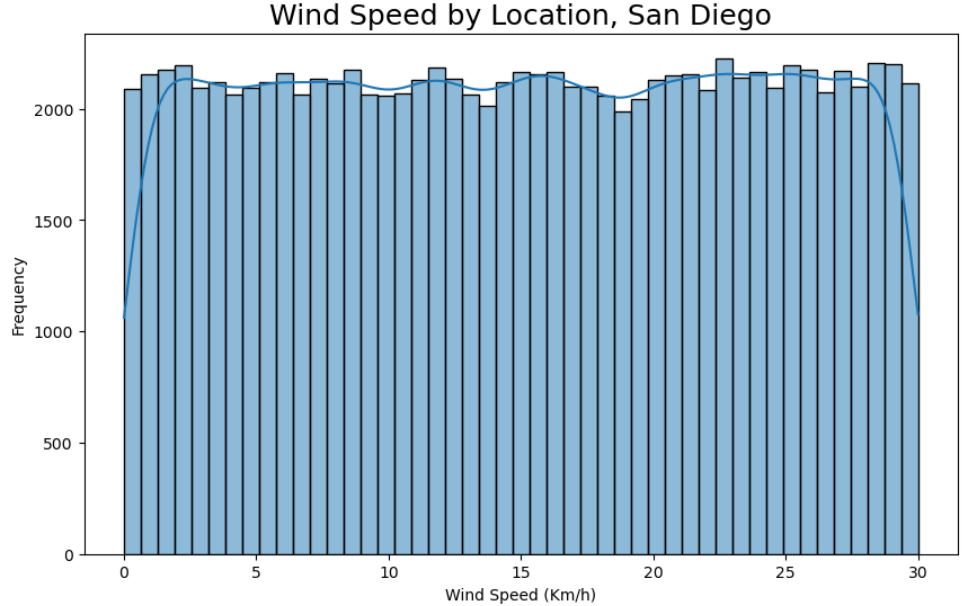 Wind Speed by Location, San Diego
Frequency
2000
1500
1000
500
0
0 5 10 15 20 25 30
Wind Speed (Km/h)